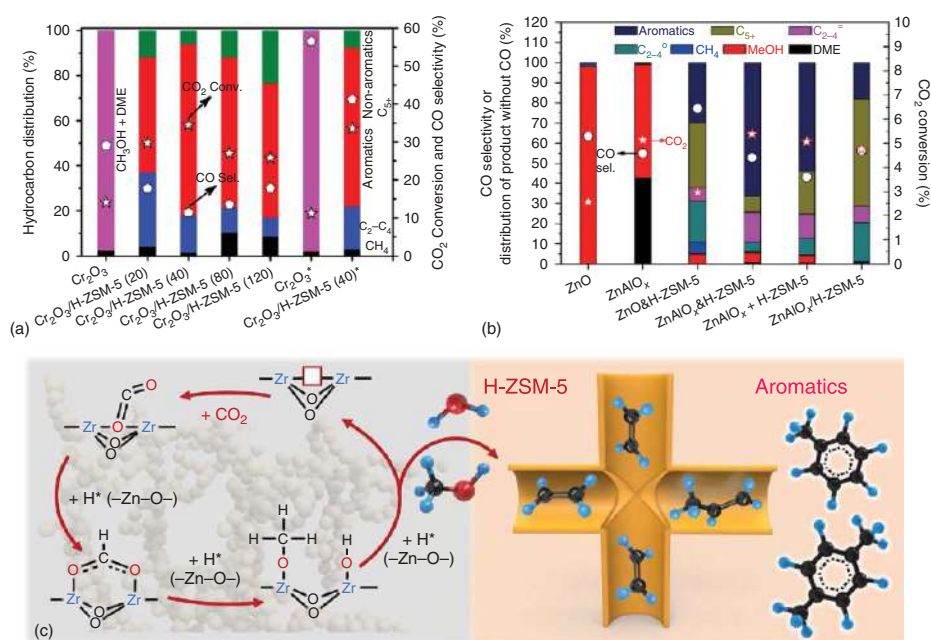 100
80
60
40
20
0
Hydrocarbon distribution (%)
CH₃OH + DME
CO₂ Conv.
CO Sel.
Non-aromatics
C₅₊
Aromatics
C₂–C₄
CH₄
60
50
40
30
20
10
0
CO₂ Conversion and CO selectivity (%)
Cr₂O₃
Cr₂O₃/H-ZSM-5 (20)
Cr₂O₃/H-ZSM-5 (40)
Cr₂O₃/H-ZSM-5 (80)
Cr₂O₃/H-ZSM-5 (120)
Cr₂O₃*
Cr₂O₃/H-ZSM-5 (40)*
(a)
(b)
120
110
100
90
80
70
60
50
40
30
20
10
0
CO selectivity or
distribution of product without CO (%)
Aromatics C₅₊ C₂₋₄⁼
C₂₋₄° CH₄ MeOH DME
CO
sel.
CO₂
10
9
8
7
6
5
4
3
2
1
0
CO₂ conversion (%)
ZnO
ZnAlOₓ
ZnO&H-ZSM-5
ZnAlOₓ&H-ZSM-5
ZnAlOₓ + H-ZSM-5
ZnAlOₓ/H-ZSM-5
Zr Zr
O
O
+ CO₂
O
C
Zr O Zr
O
O
+ H* (–Zn–O–)
H
C
O O
Zr Zr
O
+ H*
(–Zn–O–)
H
H C H
O
H
O
Zr Zr
O
+ H*
(–Zn–O–)
H-ZSM-5
Aromatics
(c)